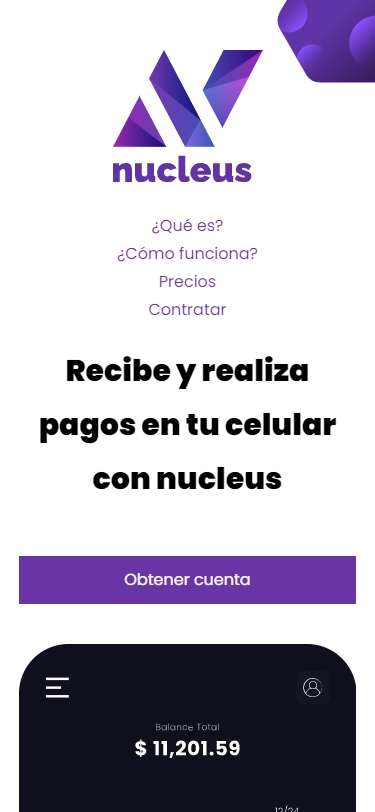 nucleus
¿Qué es?
¿Cómo funciona?
Precios
Contratar
Recibe y realiza
pagos en tu celular
con nucleus
Obtener cuenta
Balance Total
$ 11,201.59
12/24